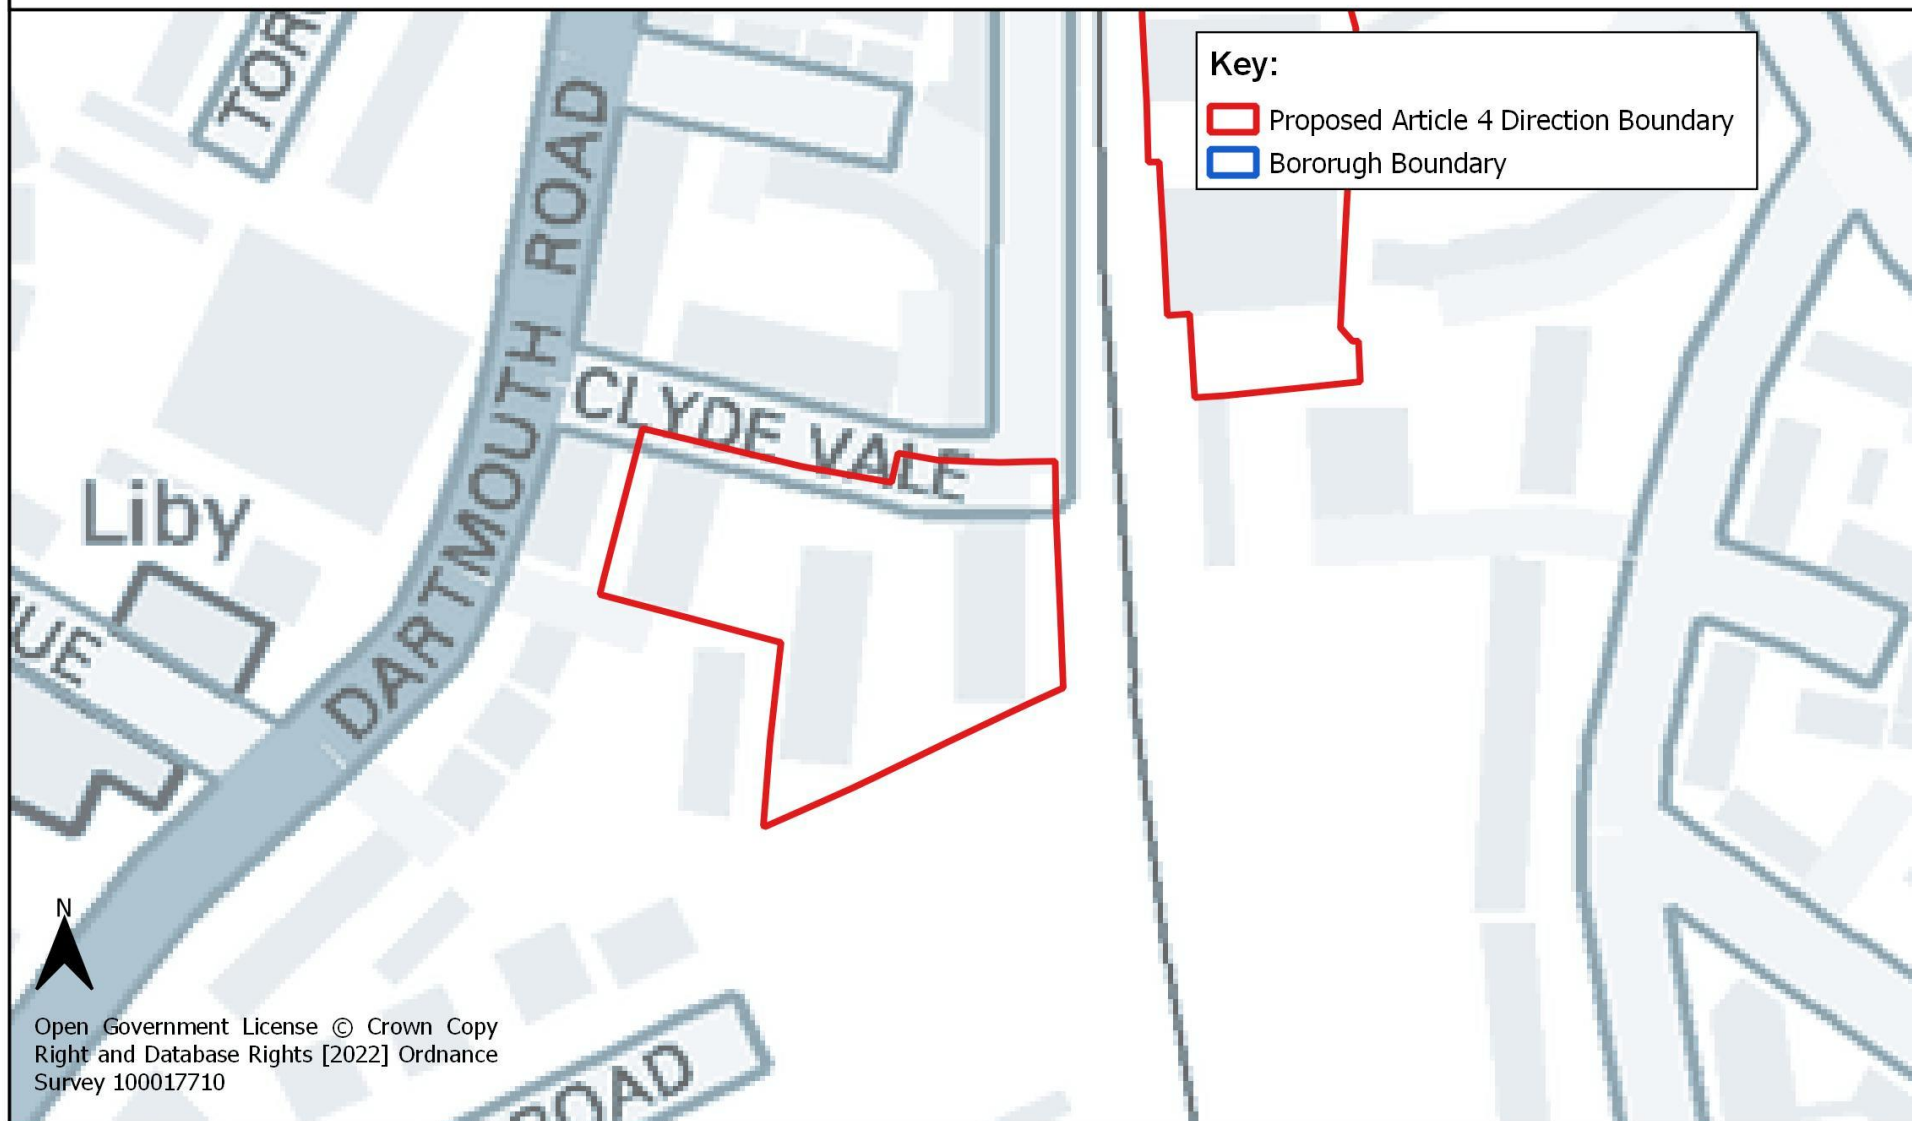 Key:
Proposed Article 4 Direction Boundary
Bororugh Boundary
DARTMOUTH ROAD
CLYDE VALE
Liby
ROAD
N
Open Government License © Crown Copy
Right and Database Rights [2022] Ordnance
Survey 100017710